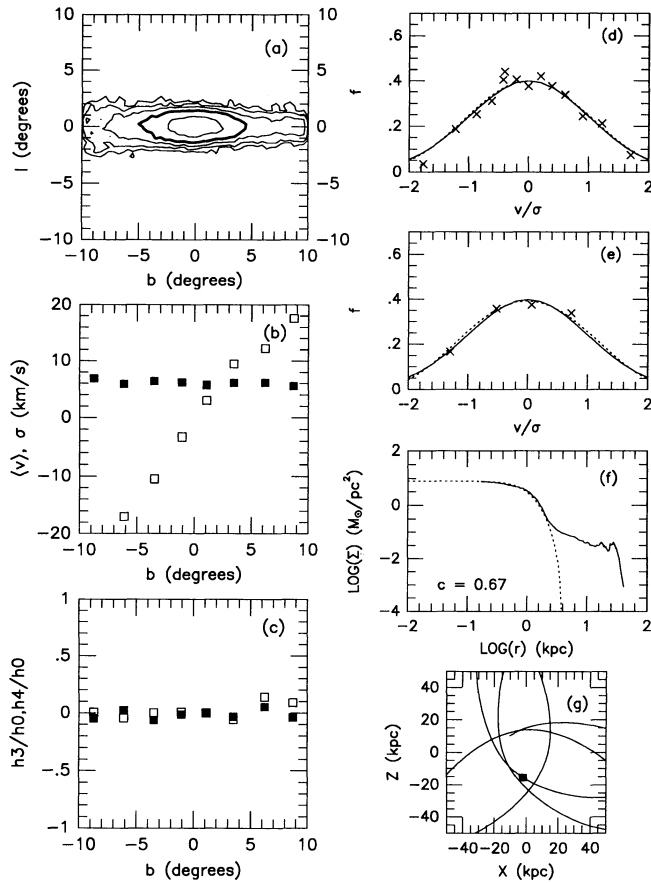 (a)
10
5
0
−5
−10
10
5
0
−5
−10
l (degrees)
−10 −5 0 5 10
b (degrees)
(b)
20
10
0
−10
−20
⟨v⟩, σ (km/s)
−10 −5 0 5 10
b (degrees)
(c)
1
.5
0
−.5
−1
h3/h0,h4/h0
−10 −5 0 5 10
b (degrees)
(d)
.6
.4
.2
0
f
−2 −1 0 1 2
v/σ
(e)
.6
.4
.2
0
f
−2 −1 0 1 2
v/σ
(f)
2
0
−2
−4
LOG(Σ) (M⊙/pc²)
c = 0.67
−2 −1 0 1 2
LOG(r) (kpc)
(g)
40
20
0
−20
−40
Z (kpc)
−40 −20 0 20 40
X (kpc)